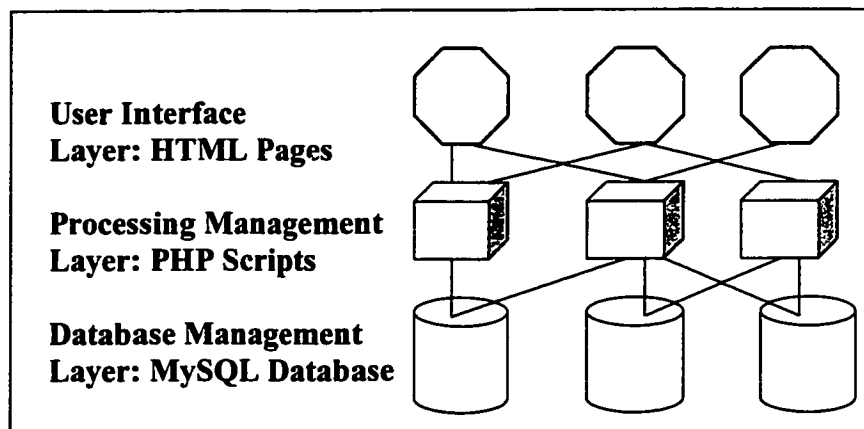 User Interface
Layer: HTML Pages
Processing Management
Layer: PHP Scripts
Database Management
Layer: MySQL Database